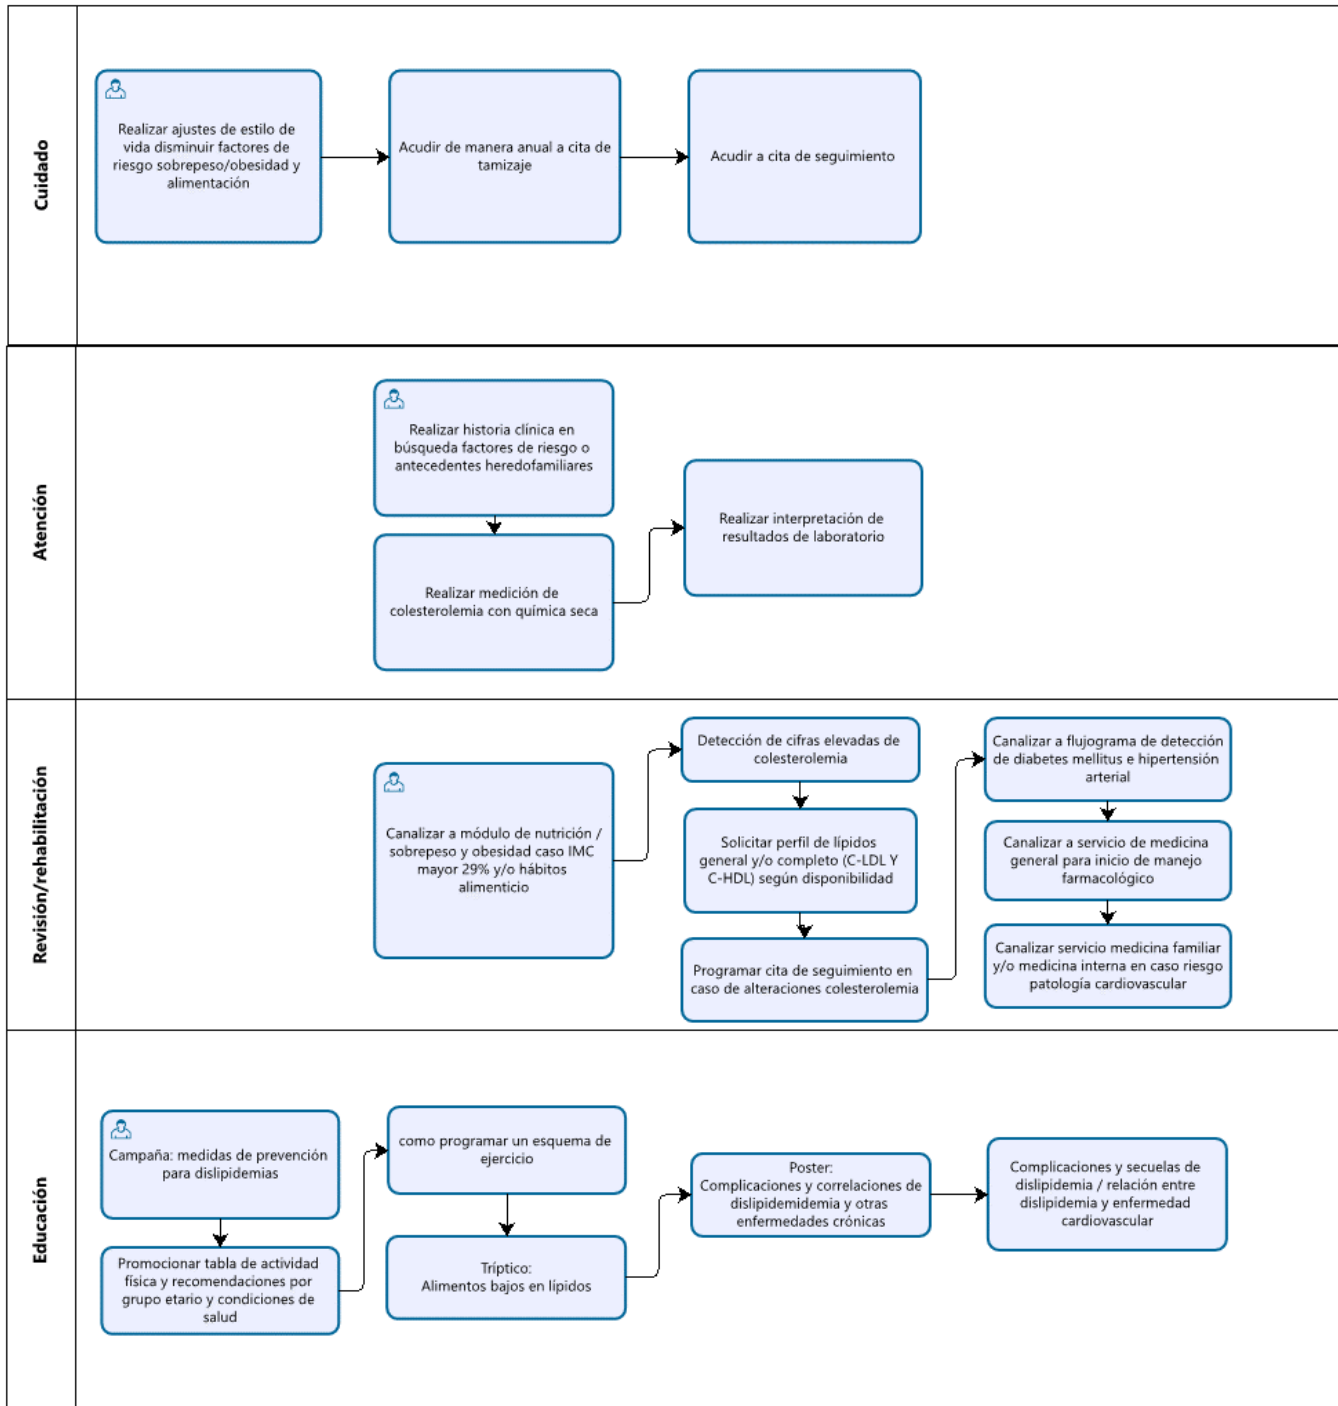 Cuidado
Realizar ajustes de estilo de
vida disminuir factores de
riesgo sobrepeso/obesidad y
alimentación
Acudir de manera anual a cita de
tamizaje
Acudir a cita de seguimiento
Atención
Realizar historia clínica en
búsqueda factores de riesgo o
antecedentes heredofamiliares
Realizar medición de
colesterolemia con química seca
Realizar interpretación de
resultados de laboratorio
Revisión/rehabilitación
Canalizar a módulo de nutrición /
sobrepeso y obesidad caso IMC
mayor 29% y/o hábitos
alimenticio
Detección de cifras elevadas de
colesterolemia
Solicitar perfil de lípidos
general y/o completo (C-LDL Y
C-HDL) según disponibilidad
Programar cita de seguimiento en
caso de alteraciones colesterolemia
Canalizar a flujograma de detección
de diabetes mellitus e hipertensión
arterial
Canalizar a servicio de medicina
general para inicio de manejo
farmacológico
Canalizar servicio medicina familiar
y/o medicina interna en caso riesgo
patología cardiovascular
Educación
Campaña: medidas de prevención
para dislipidemias
Promocionar tabla de actividad
física y recomendaciones por
grupo etario y condiciones de
salud
como programar un esquema de
ejercicio
Tríptico:
Alimentos bajos en lípidos
Poster:
Complicaciones y correlaciones de
dislipidemidemia y otras
enfermedades crónicas
Complicaciones y secuelas de
dislipidemia / relación entre
dislipidemia y enfermedad
cardiovascular